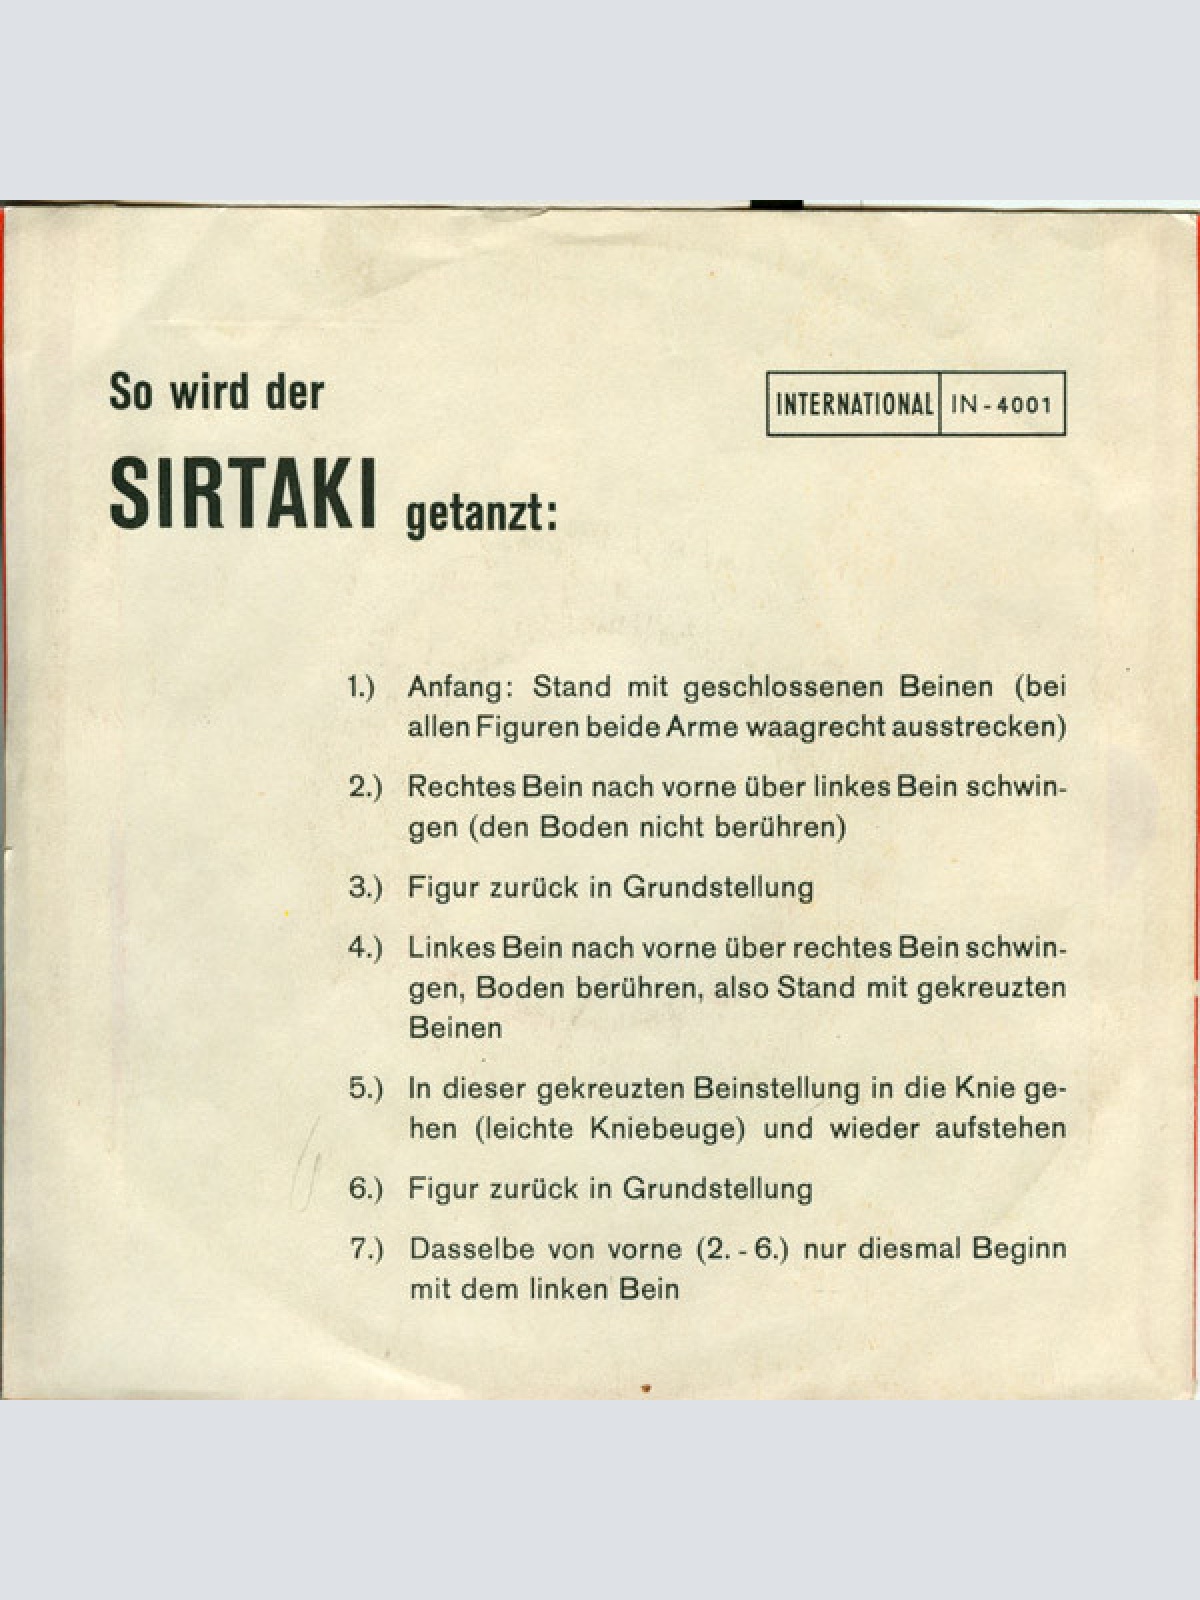 So wird der
INTERNATIONAL IN - 4001
SIRTAKI getanzt:
1.) Anfang: Stand mit geschlossenen Beinen (bei
allen Figuren beide Arme waagrecht ausstrecken)
2.) Rechtes Bein nach vorne über linkes Bein schwin-
gen (den Boden nicht berühren)
3.) Figur zurück in Grundstellung
4.) Linkes Bein nach vorne über rechtes Bein schwin-
gen, Boden berühren, also Stand mit gekreuzten
Beinen
5.) In dieser gekreuzten Beinstellung in die Knie ge-
hen (leichte Kniebeuge) und wieder aufstehen
6.) Figur zurück in Grundstellung
7.) Dasselbe von vorne (2. - 6.) nur diesmal Beginn
mit dem linken Bein